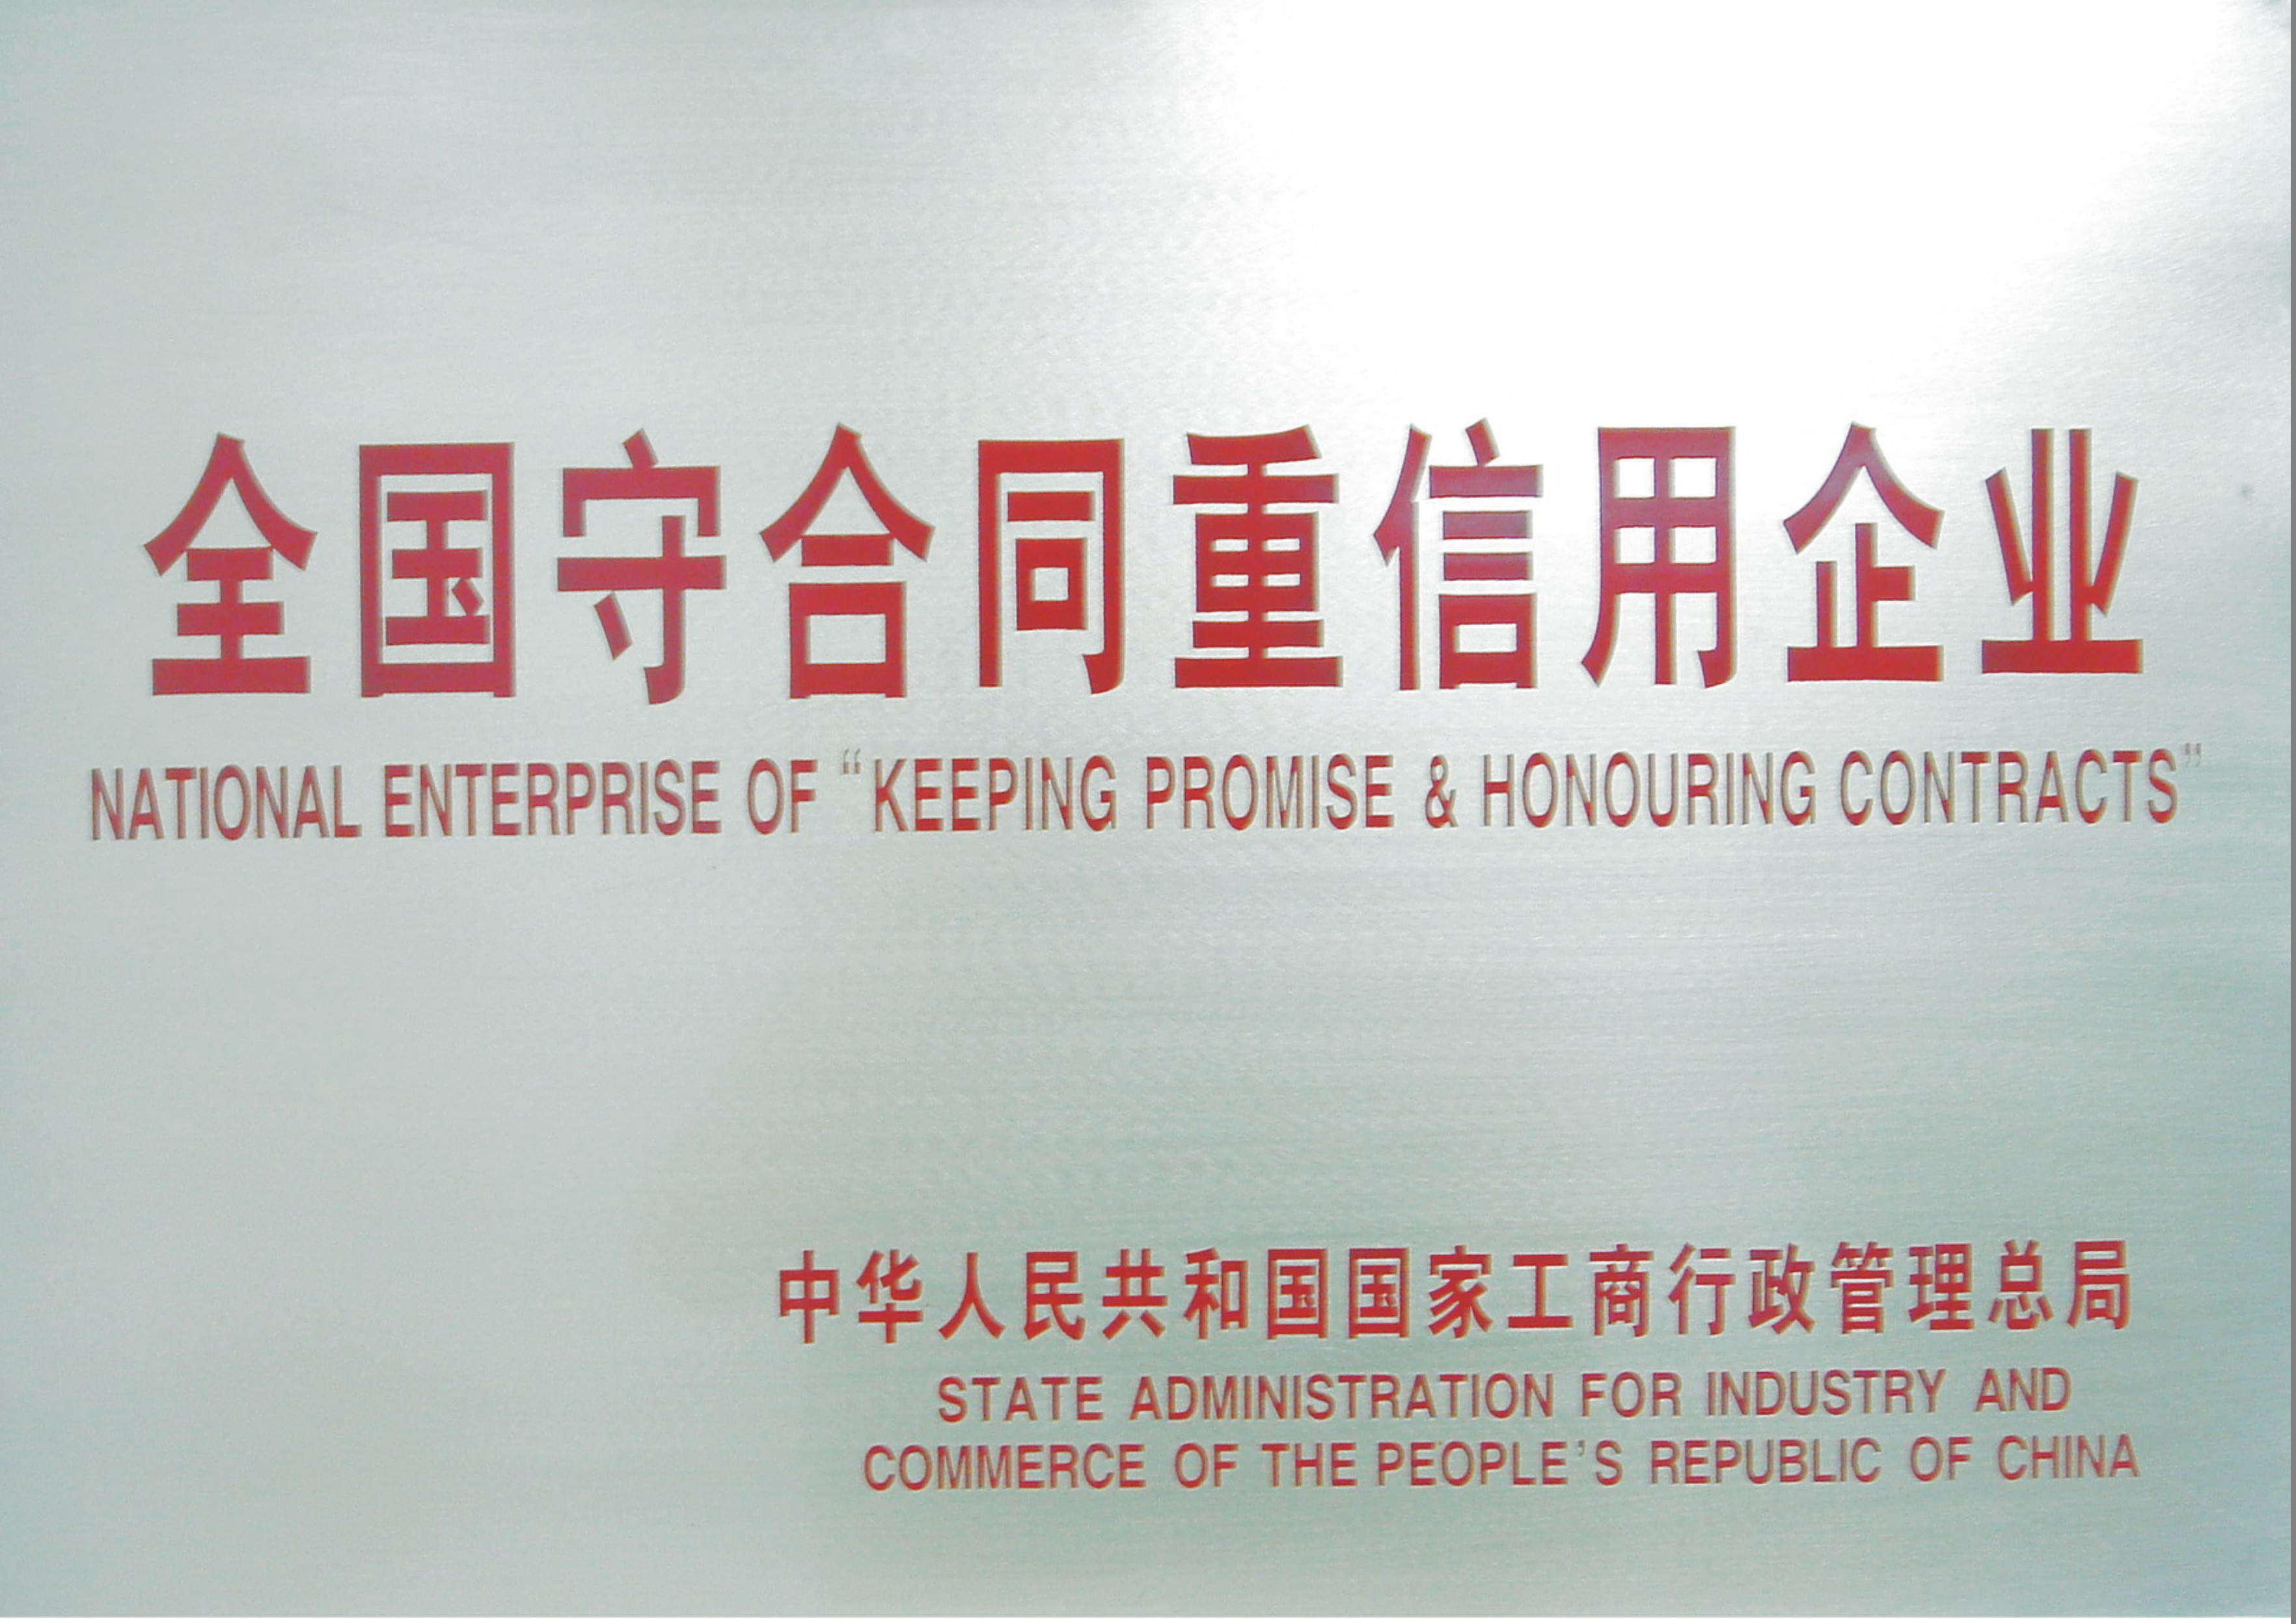 全国守合同重信用企业
NATIONAL ENTERPRISE OF “KEEPING PROMISE & HONOURING CONTRACTS”
中华人民共和国国家工商行政管理总局
STATE ADMINISTRATION FOR INDUSTRY AND
COMMERCE OF THE PEOPLE'S REPUBLIC OF CHINA